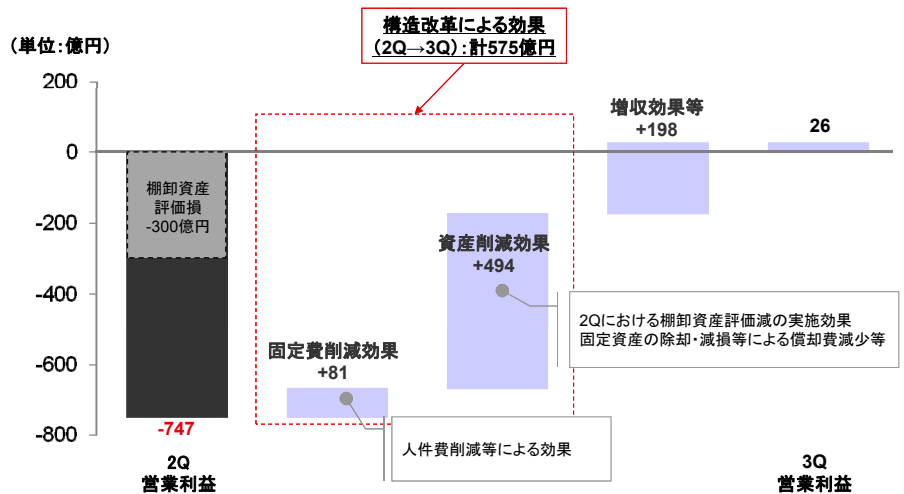 構造改革による効果
（2Q→3Q）：計575億円
（単位：億円）
200
0
-200
-400
-600
-800
棚卸資産
評価損
-300億円
-747
固定費削減効果
+81
資産削減効果
+494
増収効果等
+198
26
2Qにおける棚卸資産評価減の実施効果
固定資産の除却・減損等による償却費減少等
人件費削減等による効果
2Q
営業利益
3Q
営業利益